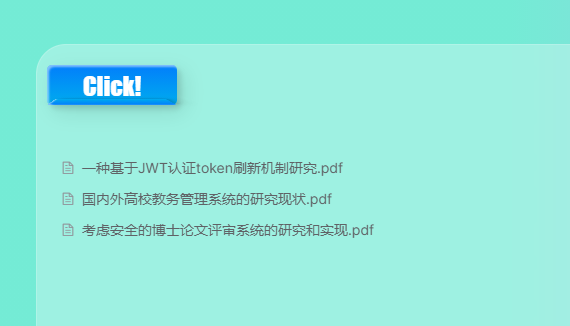 Click!
一种基于JWT认证token刷新机制研究.pdf
国内外高校教务管理系统的研究现状.pdf
考虑安全的博士论文评审系统的研究和实现.pdf